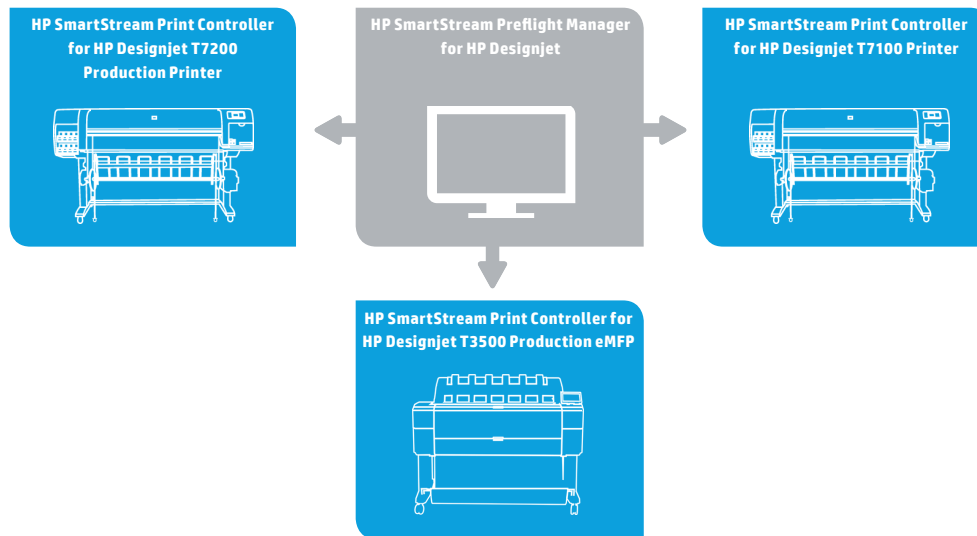 HP SmartStream Print Controller
for HP Designjet T7200
Production Printer
HP SmartStream Preflight Manager
for HP Designjet
HP SmartStream Print Controller
for HP Designjet T7100 Printer
HP SmartStream Print Controller for
HP Designjet T3500 Production eMFP